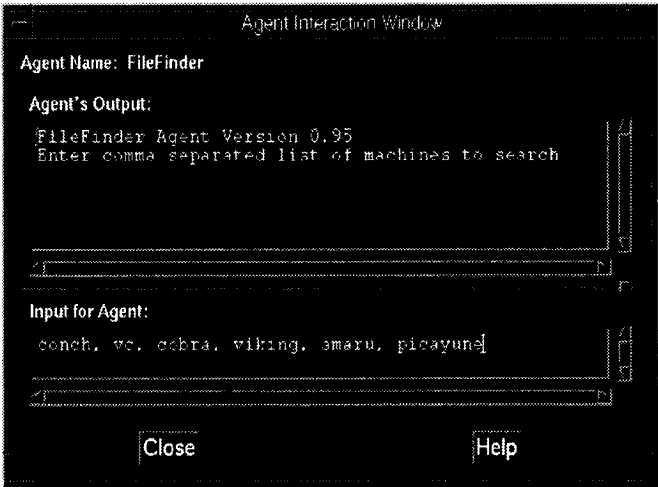 Agent Interaction Window
Agent Name: FileFinder
Agent's Output:
FileFinder Agent Version 0.95
Enter comma separated list of machines to search
Input for Agent:
conch, vc, cobra, viking, amaru, picayune
Close Help